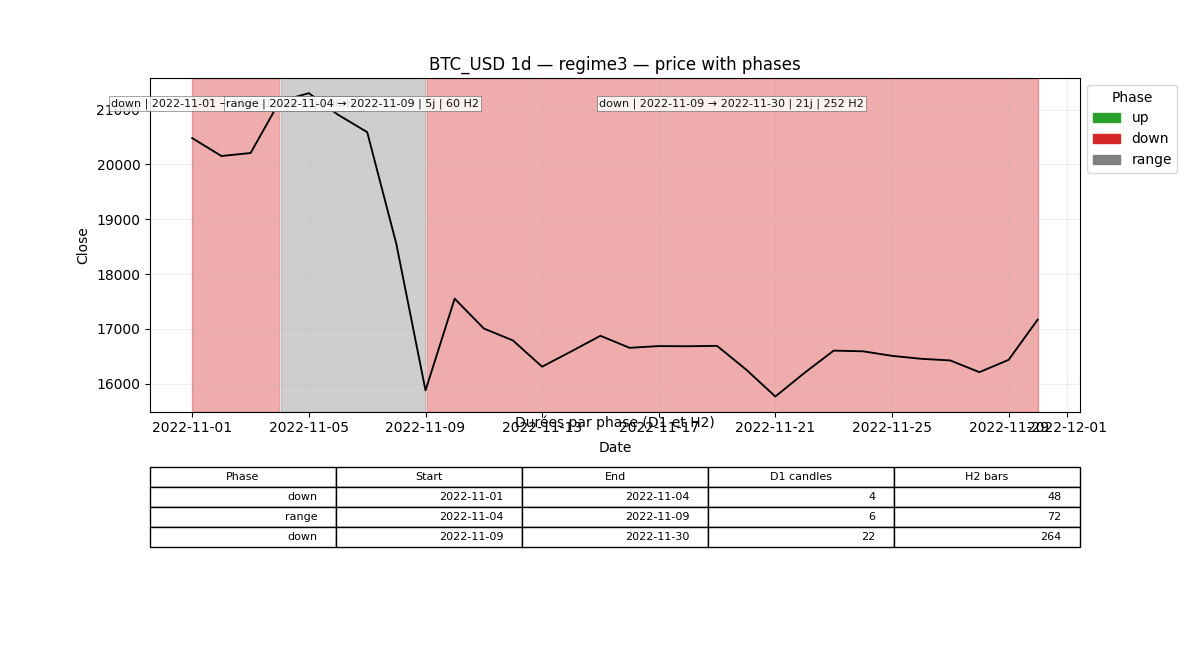 BTC_USD 1d — regime3 — price with phases
down | 2022-11-01 → range | 2022-11-04 → 2022-11-09 | 5j | 60 H2
down | 2022-11-09 → 2022-11-30 | 21j | 252 H2
Phase
up
down
range
21000
20000
19000
18000
17000
16000
Close
2022-11-01 2022-11-05 2022-11-09 2022-11-13 2022-11-17 2022-11-21 2022-11-25 2022-11-29 2022-12-01
Durées par phase (D1 et H2)
Date
Phase Start End D1 candles H2 bars
down 2022-11-01 2022-11-04 4 48
range 2022-11-04 2022-11-09 6 72
down 2022-11-09 2022-11-30 22 264